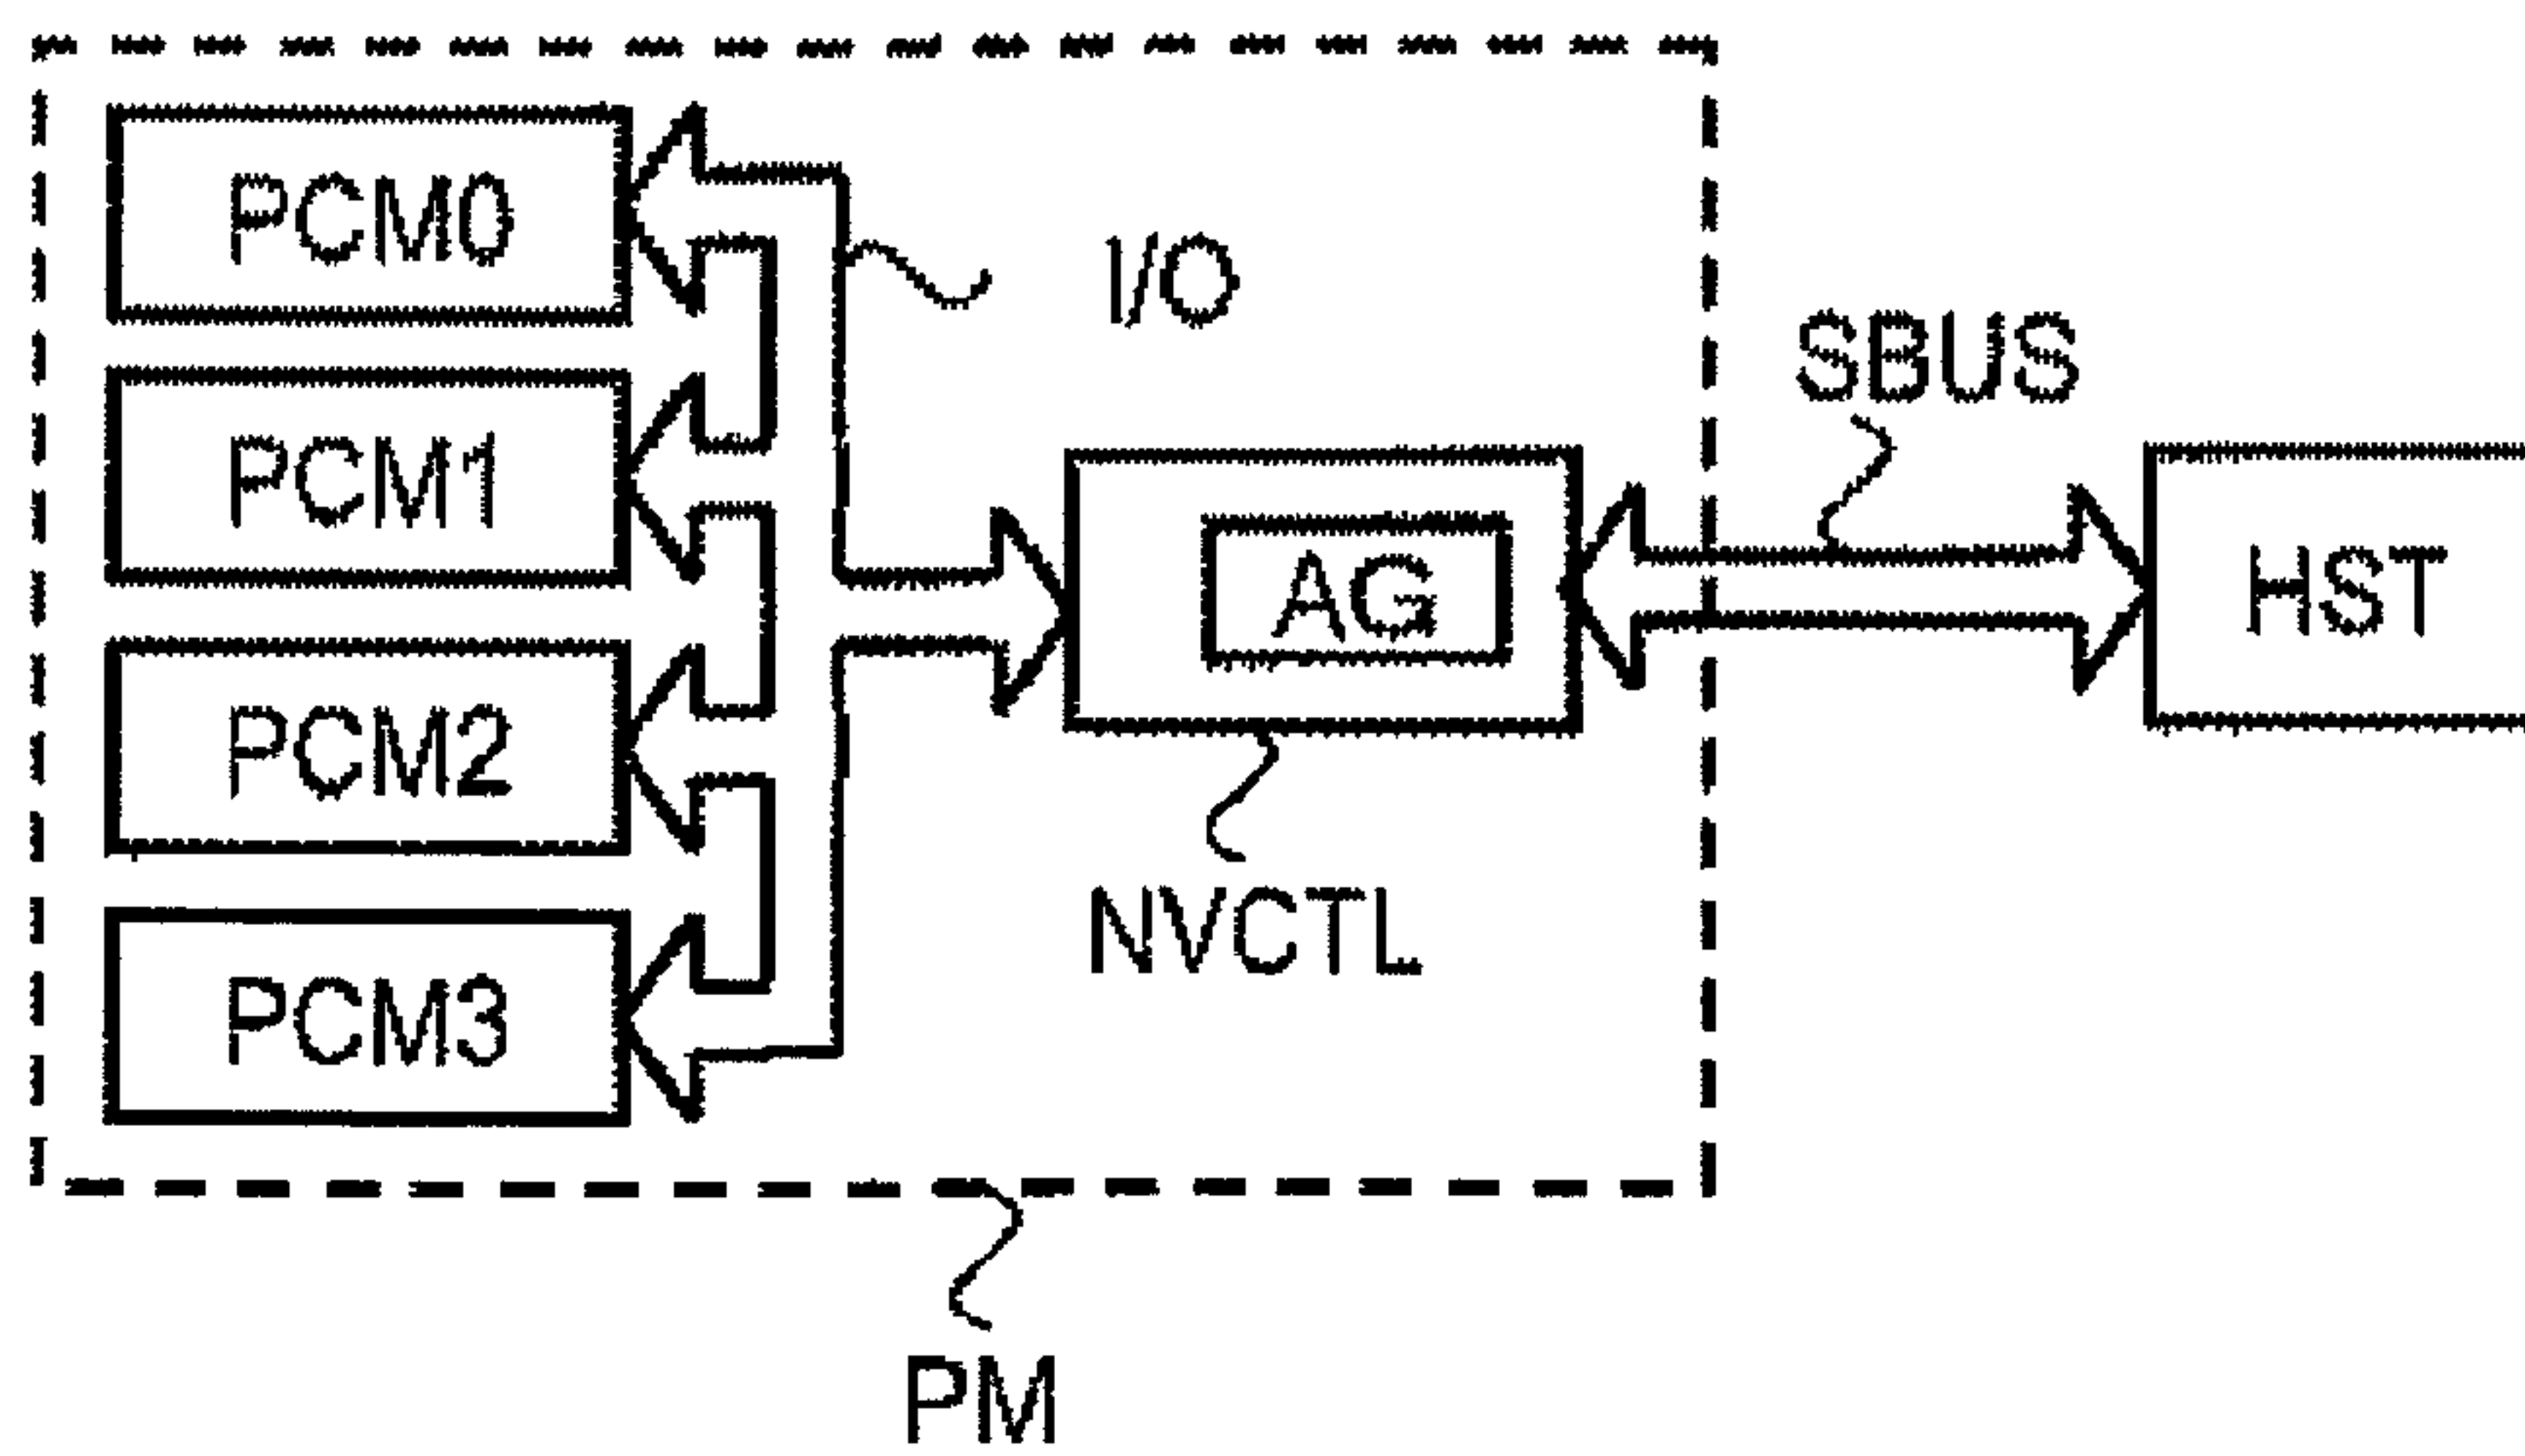 PCM0
I/O
SBUS
PCM1
AG
HST
PCM2
NVCTL
PCM3
PM